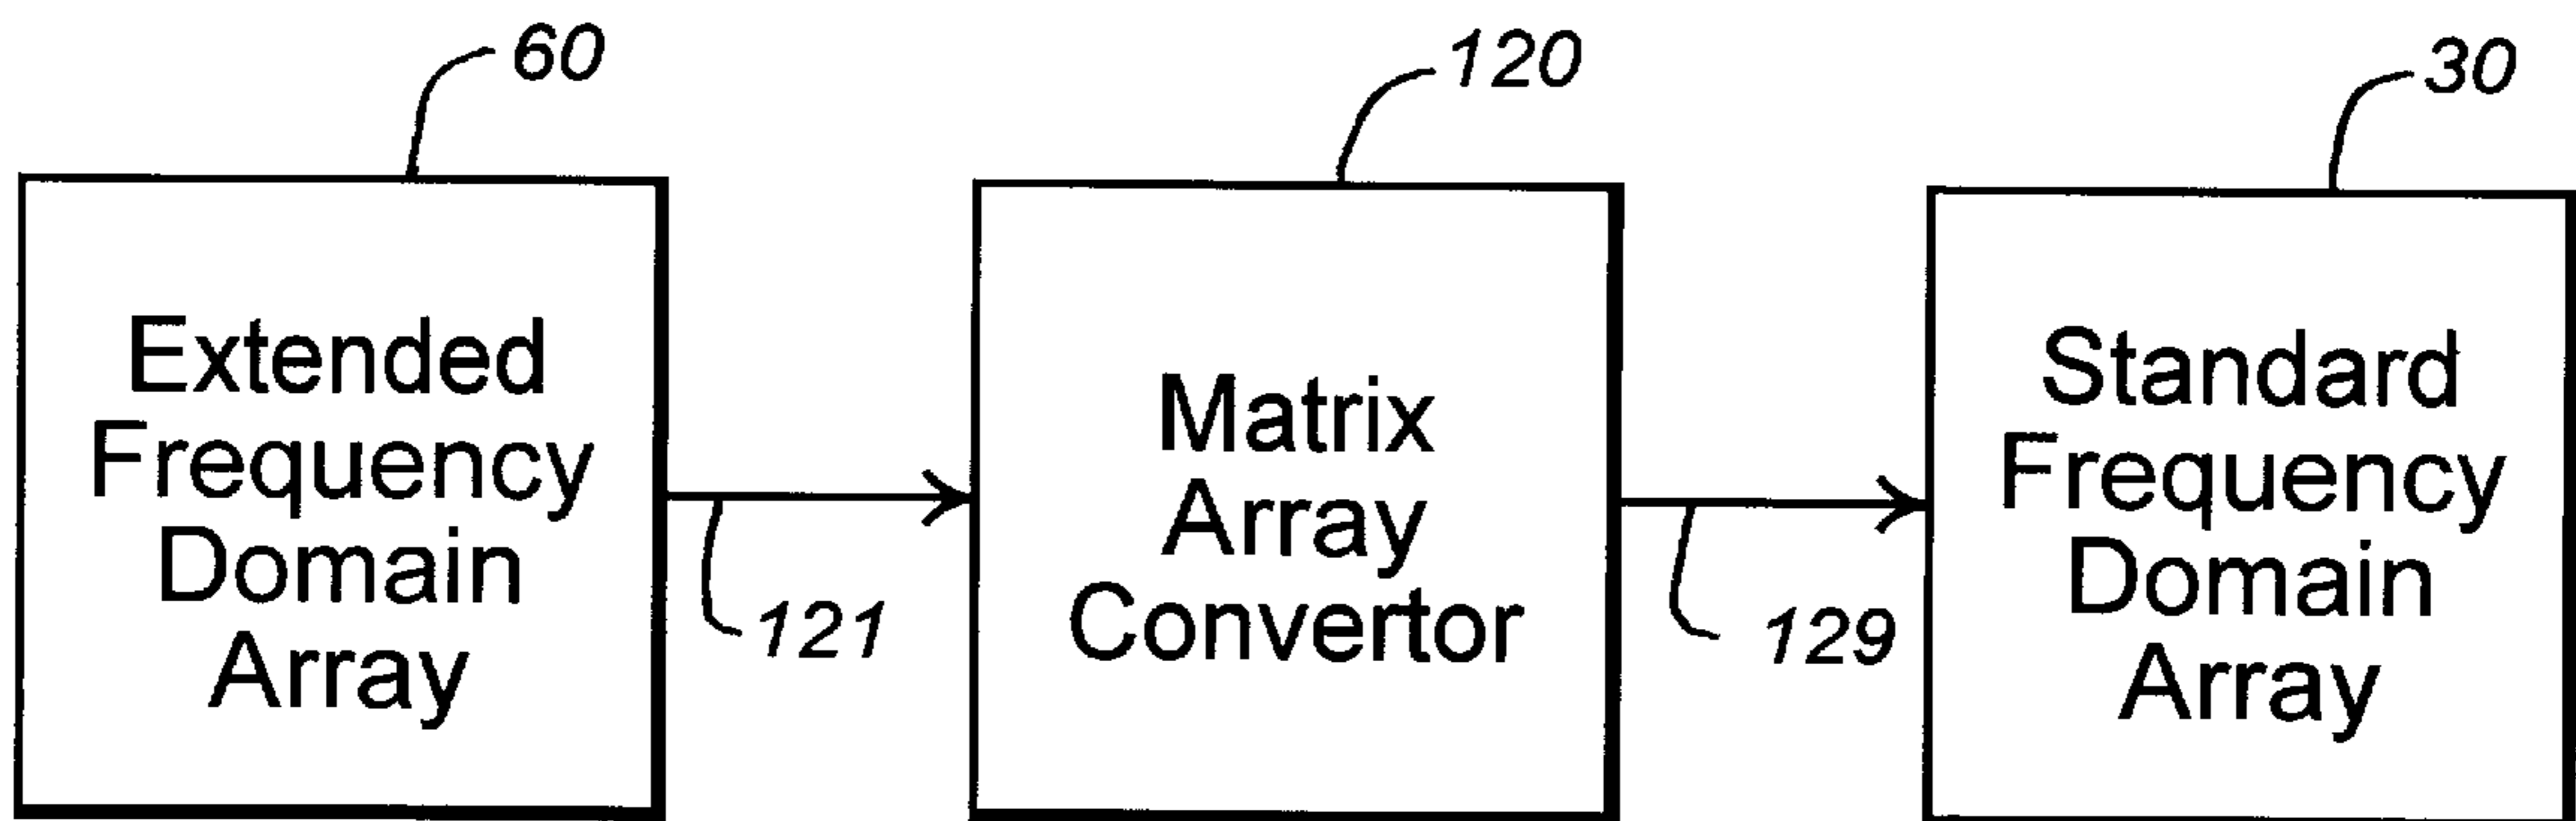 60
120
30
Extended
Frequency
Domain
Array
121
Matrix
Array
Convertor
129
Standard
Frequency
Domain
Array